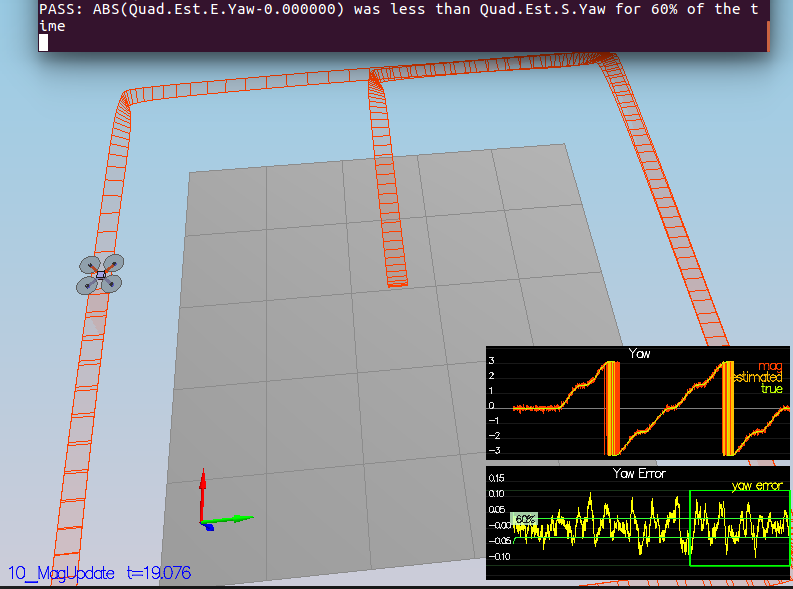 PASS: ABS(Quad.Est.E.Yaw-0.000000) was less than Quad.Est.S.Yaw for 60% of the t
ime
Yaw
3
2
1
0
-1
-2
-3
mag
estimated
true
Yaw Error
0.15
0.10
0.05
-0.00
-0.05
-0.10
60%
yaw error
10_MagUpdate t=19.076